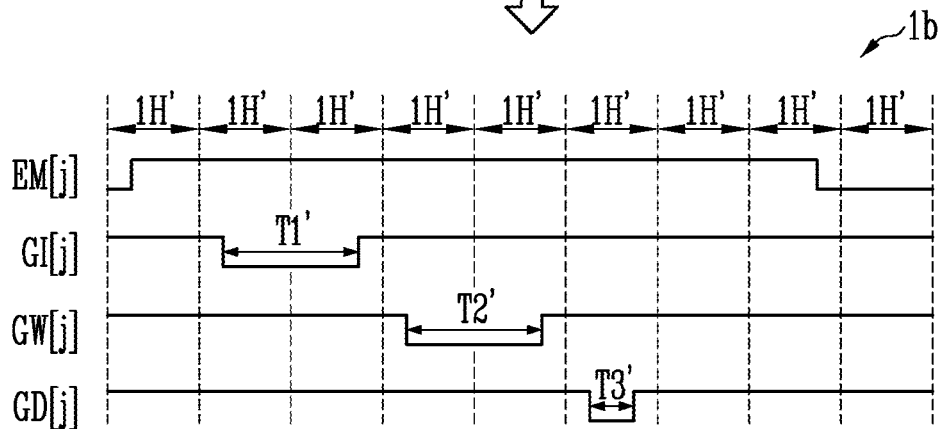 1b
1H' 1H' 1H' 1H' 1H' 1H' 1H' 1H' 1H'
EM[j]
T1'
GI[j]
T2'
GW[j]
T3'
GD[j]